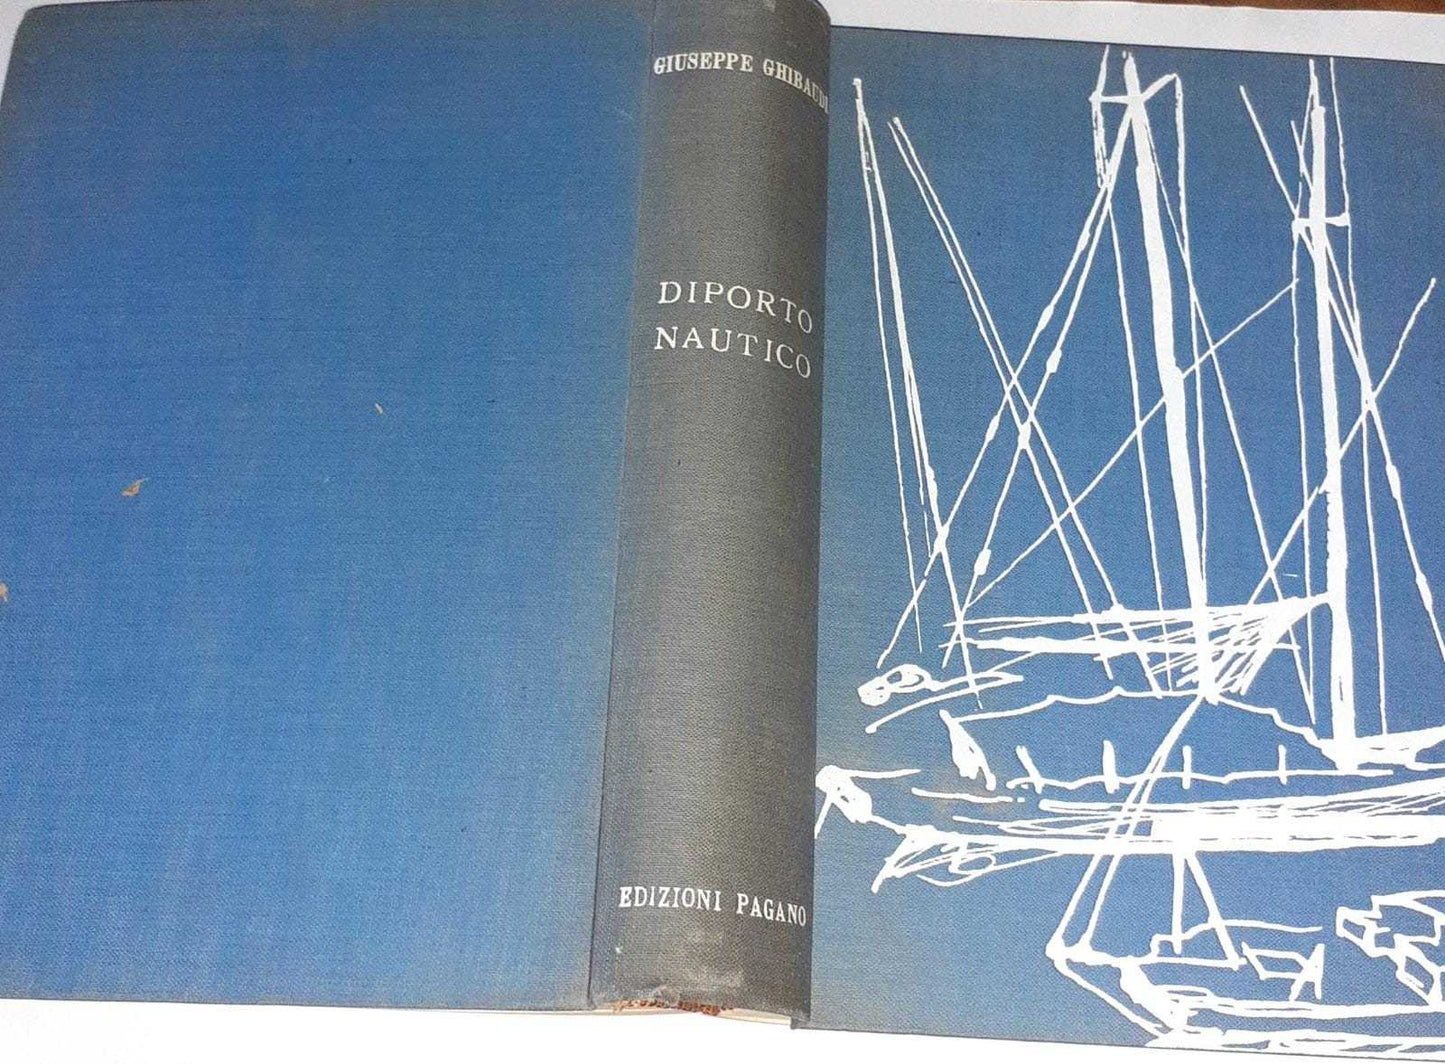 GIUSEPPE GHIBAUDI
DIPORTO
NAUTICO
EDIZIONI PAGANO